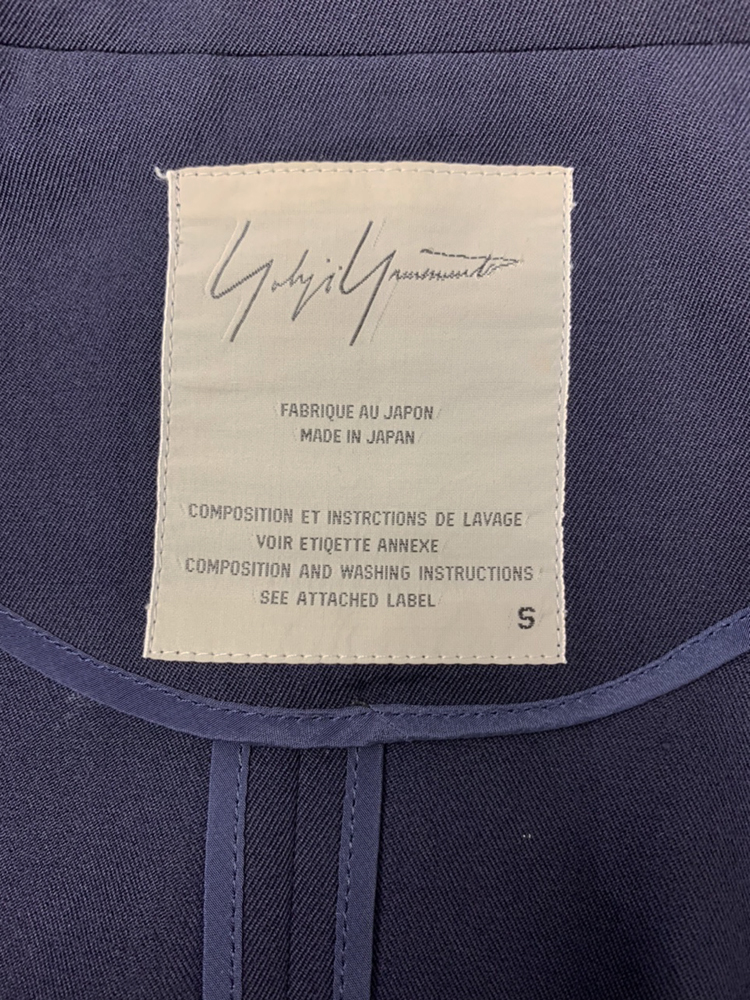 Yohji Yamamoto
FABRIQUE AU JAPON
MADE IN JAPAN
COMPOSITION ET INSTRCTIONS DE LAVAGE
VOIR ETIQETTE ANNEXE
COMPOSITION AND WASHING INSTRUCTIONS
SEE ATTACHED LABEL
S